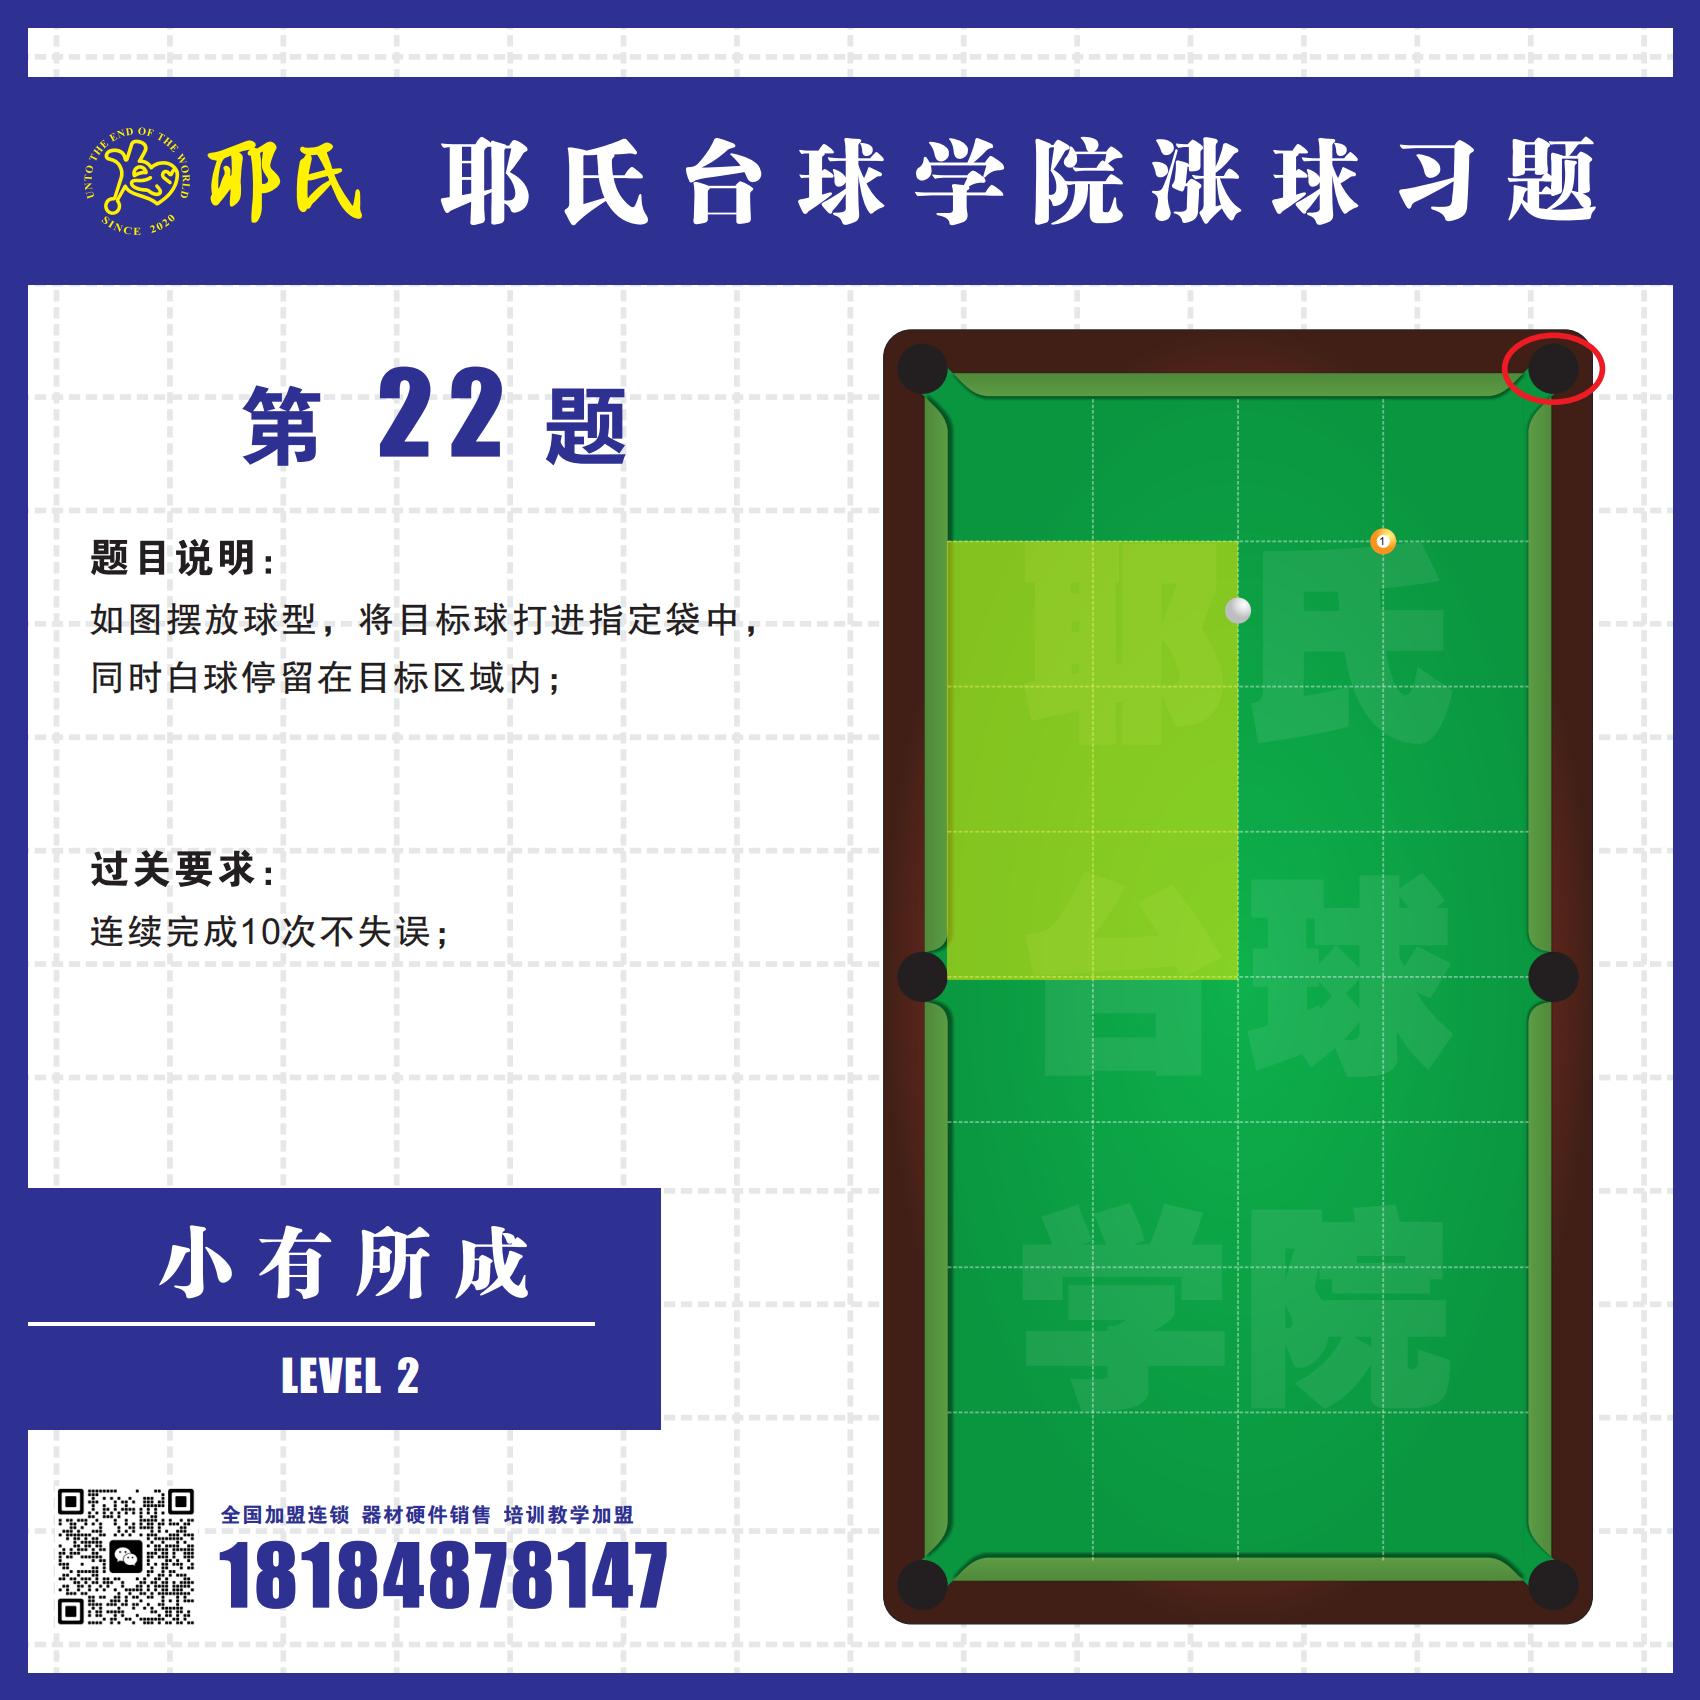 UNTO THE END OF THE WORLD
SINCE 2020
耶氏
耶氏台球学院涨球习题
第 22 题
题目说明：
如图摆放球型，将目标球打进指定袋中，
同时白球停留在目标区域内；
过关要求：
连续完成10次不失误；
小有所成
LEVEL 2
全国加盟连锁 器材硬件销售 培训教学加盟
18184878147
1
耶氏
台球
学院